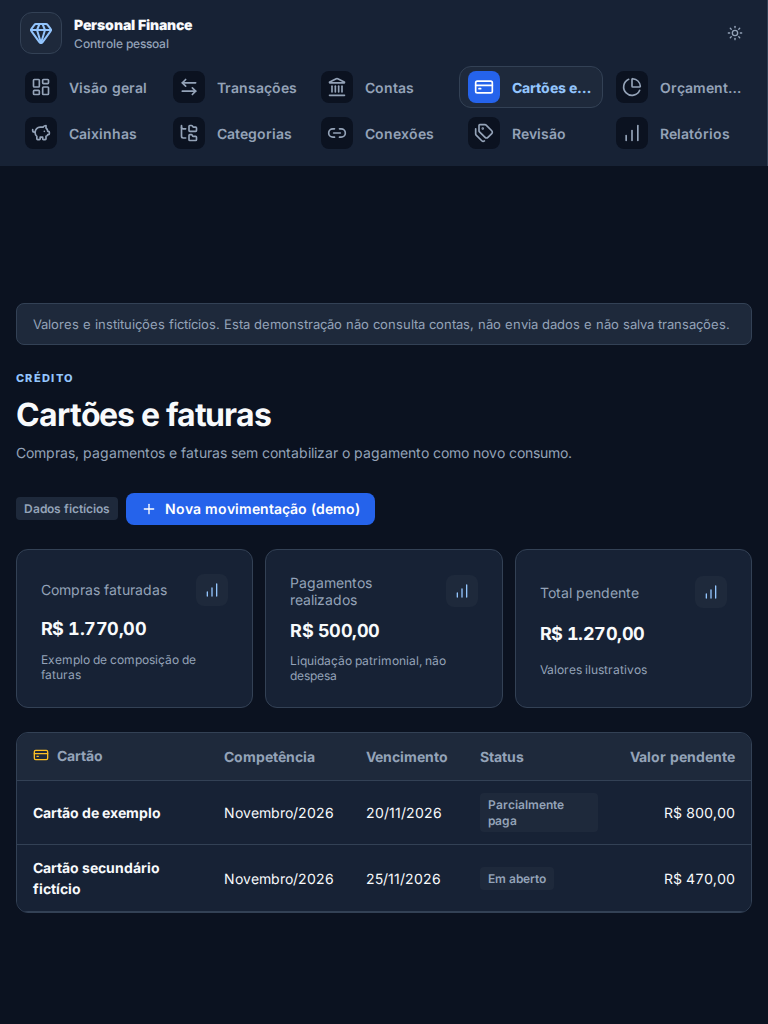 Personal Finance
Controle pessoal
Visão geral
Transações
Contas
Cartões e...
Orçament...
Caixinhas
Categorias
Conexões
Revisão
Relatórios
Valores e instituições fictícios. Esta demonstração não consulta contas, não envia dados e não salva transações.
CRÉDITO
Cartões e faturas
Compras, pagamentos e faturas sem contabilizar o pagamento como novo consumo.
Dados fictícios
+ Nova movimentação (demo)
Compras faturadas
R$ 1.770,00
Exemplo de composição de
faturas
Pagamentos
realizados
R$ 500,00
Liquidação patrimonial, não
despesa
Total pendente
R$ 1.270,00
Valores ilustrativos
Cartão Competência Vencimento Status Valor pendente
Cartão de exemplo Novembro/2026 20/11/2026 Parcialmente
paga R$ 800,00
Cartão secundário
fictício Novembro/2026 25/11/2026 Em aberto R$ 470,00